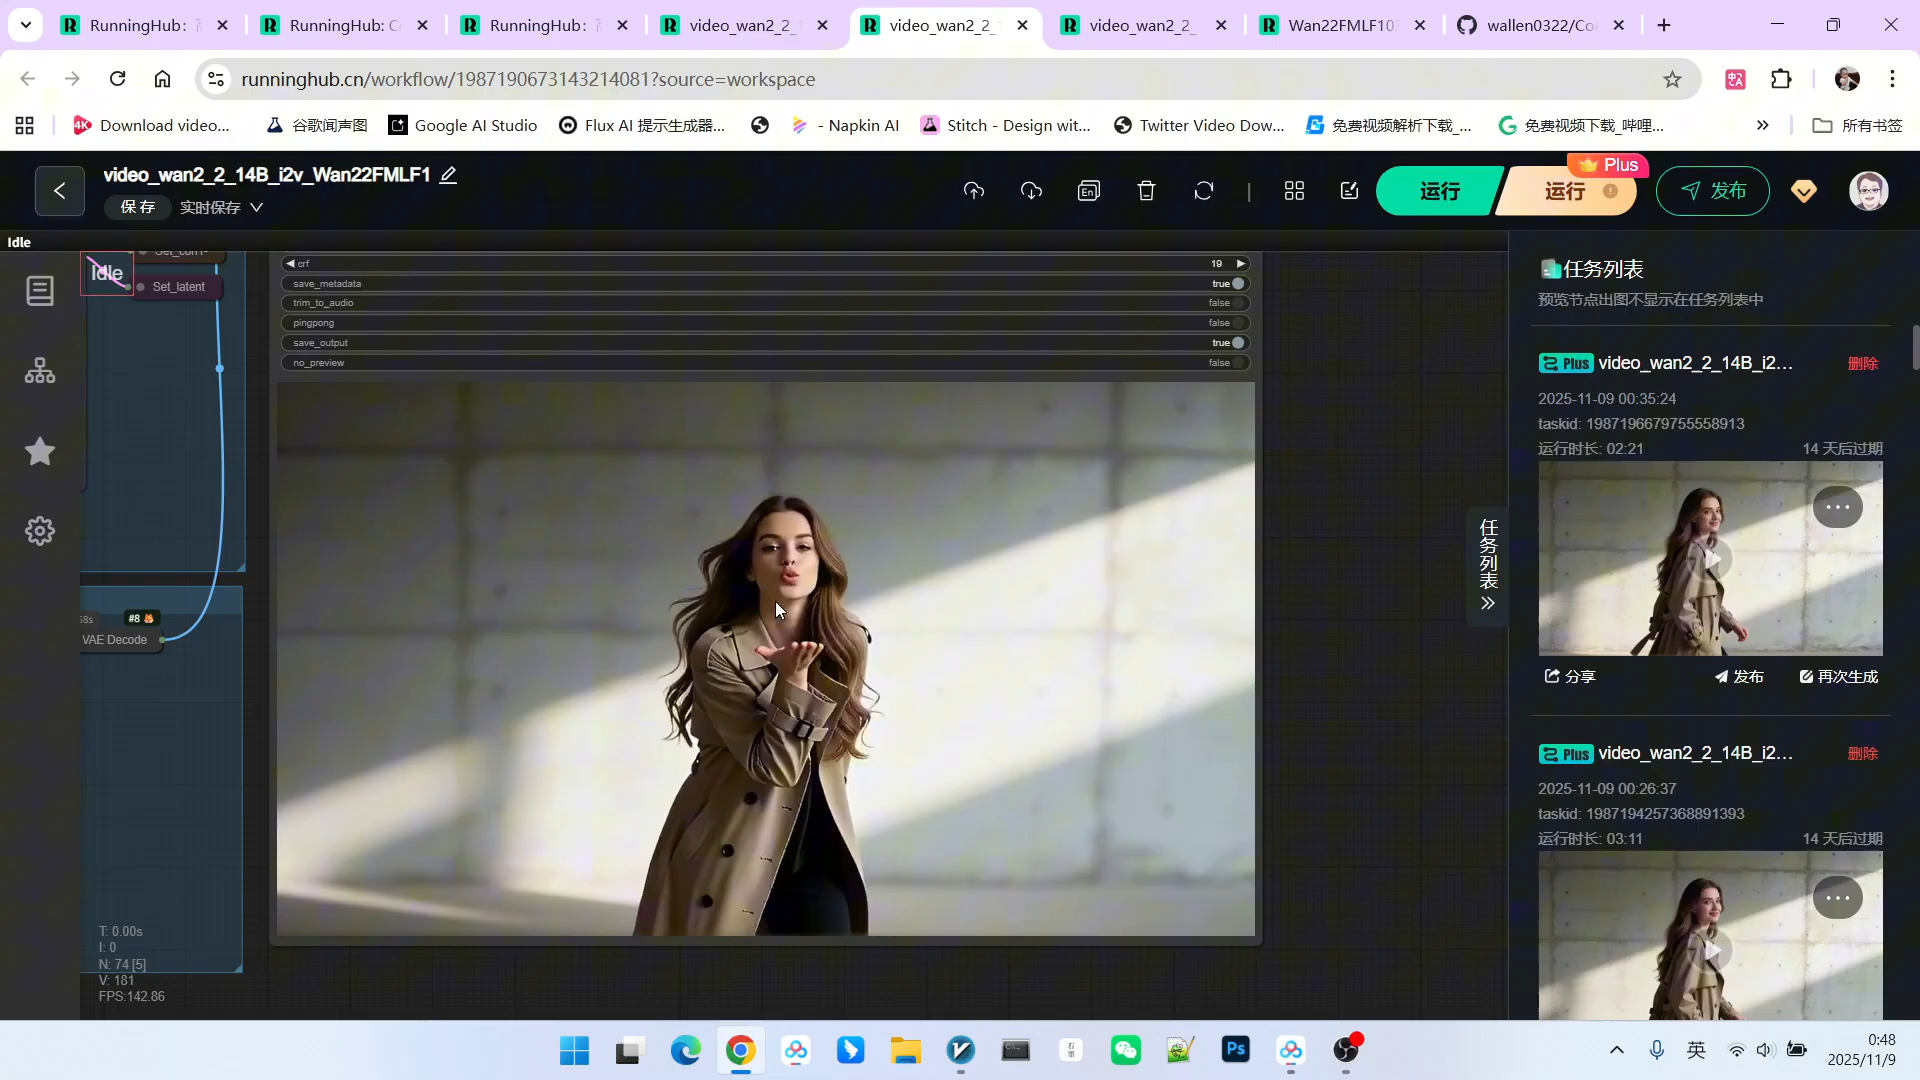 RunningHub: 高
RunningHub: C
RunningHub: 高
video_wan2_2_
video_wan2_2_
video_wan2_2_
Wan22FMLF103
wallen0322/Co
runninghub.cn/workflow/1987190673143214081?source=workspace
Download video...
谷歌闻声图
Google AI Studio
Flux AI 提示生成器...
- Napkin AI
Stitch - Design wit...
Twitter Video Dow...
免费视频解析下载_...
免费视频下载_哔哩...
所有书签
video_wan2_2_14B_i2v_Wan22FMLF1
保存
实时保存
En
运行
运行
Plus
发布
Idle
Idle
Set_latent
crf
19
save_metadata
true
trim_to_audio
false
pingpong
false
save_output
true
no_preview
false
#8
VAE Decode
T: 0.00s
I: 0
N: 74 [5]
V: 181
FPS:142.86
任务列表
任务列表
预览节点出图不显示在任务列表中
Plus video_wan2_2_14B_i2...
删除
2025-11-09 00:35:24
taskid: 1987196679755558913
运行时长: 02:21
14 天后过期
分享
发布
再次生成
Plus video_wan2_2_14B_i2...
删除
2025-11-09 00:26:37
taskid: 1987194257368891393
运行时长: 03:11
14 天后过期
Ps
英
0:48
2025/11/9